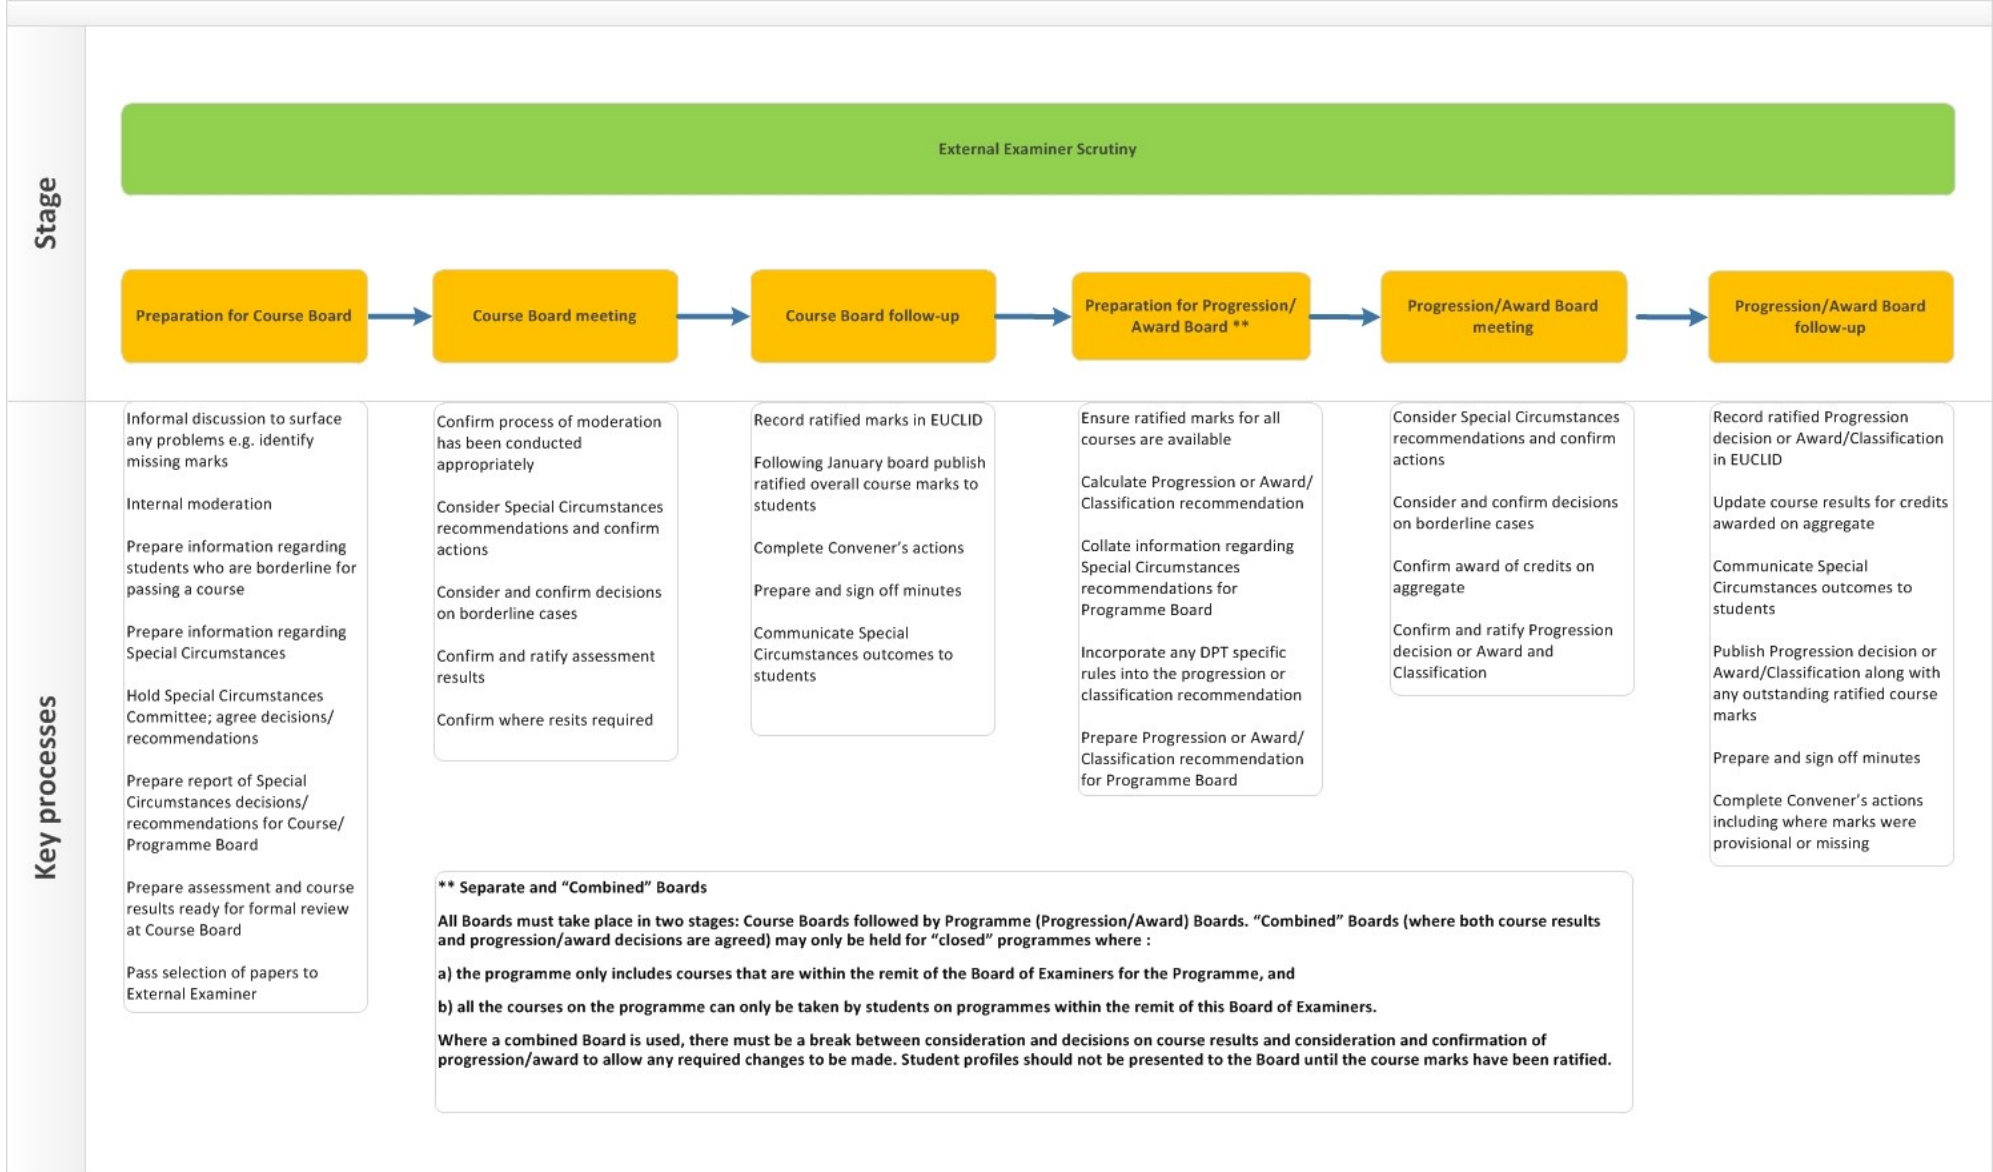 Stage
External Examiner Scrutiny
Preparation for Course Board
Course Board meeting
Course Board follow-up
Preparation for Progression/
Award Board **
Progression/Award Board
meeting
Progression/Award Board
follow-up
Key processes
Informal discussion to surface
any problems e.g. identify
missing marks
Internal moderation
Prepare information regarding
students who are borderline for
passing a course
Prepare information regarding
Special Circumstances
Hold Special Circumstances
Committee; agree decisions/
recommendations
Prepare report of Special
Circumstances decisions/
recommendations for Course/
Programme Board
Prepare assessment and course
results ready for formal review
at Course Board
Pass selection of papers to
External Examiner
Confirm process of moderation
has been conducted
appropriately
Consider Special Circumstances
recommendations and confirm
actions
Consider and confirm decisions
on borderline cases
Confirm and ratify assessment
results
Confirm where resits required
Record ratified marks in EUCLID
Following January board publish
ratified overall course marks to
students
Complete Convener’s actions
Prepare and sign off minutes
Communicate Special
Circumstances outcomes to
students
Ensure ratified marks for all
courses are available
Calculate Progression or Award/
Classification recommendation
Collate information regarding
Special Circumstances
recommendations for
Programme Board
Incorporate any DPT specific
rules into the progression or
classification recommendation
Prepare Progression or Award/
Classification recommendation
for Programme Board
Consider Special Circumstances
recommendations and confirm
actions
Consider and confirm decisions
on borderline cases
Confirm award of credits on
aggregate
Confirm and ratify Progression
decision or Award and
Classification
Record ratified Progression
decision or Award/Classification
in EUCLID
Update course results for credits
awarded on aggregate
Communicate Special
Circumstances outcomes to
students
Publish Progression decision or
Award/Classification along with
any outstanding ratified course
marks
Prepare and sign off minutes
Complete Convener’s actions
including where marks were
provisional or missing
** Separate and “Combined” Boards
All Boards must take place in two stages: Course Boards followed by Programme (Progression/Award) Boards. “Combined” Boards (where both course results
and progression/award decisions are agreed) may only be held for “closed” programmes where :
a) the programme only includes courses that are within the remit of the Board of Examiners for the Programme, and
b) all the courses on the programme can only be taken by students on programmes within the remit of this Board of Examiners.
Where a combined Board is used, there must be a break between consideration and decisions on course results and consideration and confirmation of
progression/award to allow any required changes to be made. Student profiles should not be presented to the Board until the course marks have been ratified.